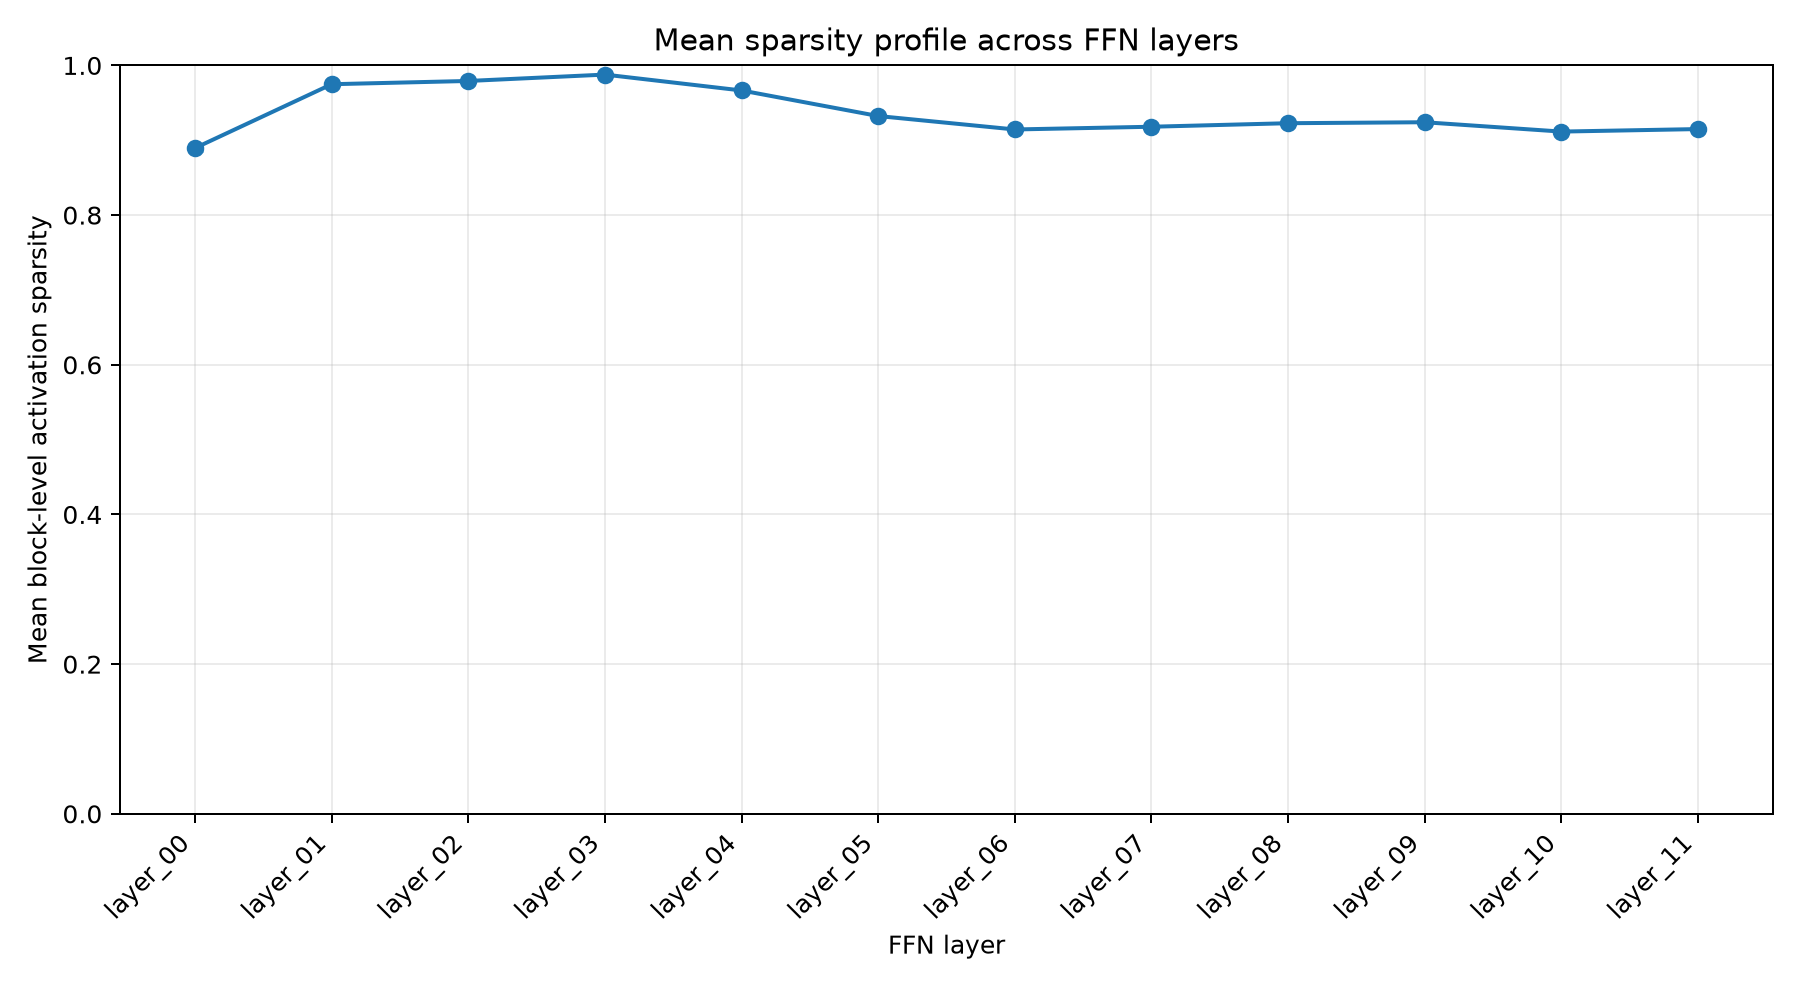 Mean sparsity profile across FFN layers
Mean block-level activation sparsity
1.0
0.8
0.6
0.4
0.2
0.0
layer_00
layer_01
layer_02
layer_03
layer_04
layer_05
layer_06
layer_07
layer_08
layer_09
layer_10
layer_11
FFN layer